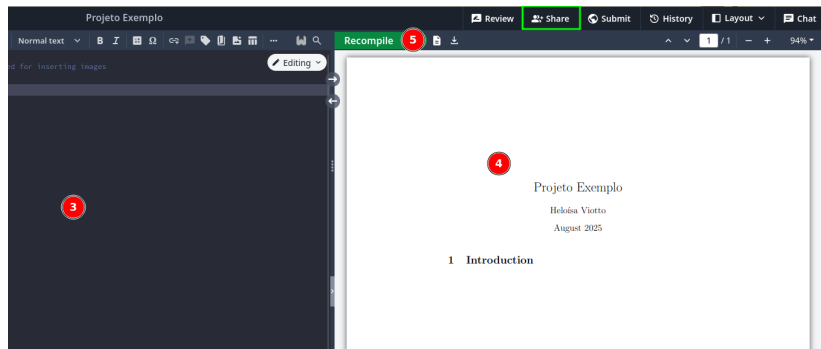 Projeto Exemplo
Review Share Submit History Layout Chat
Normal text B I Ω ... Recompile 5 1 / 1 − + 94%
ed for inserting images
Editing
4
3
Projeto Exemplo
Heloísa Viotto
August 2025
1 Introduction